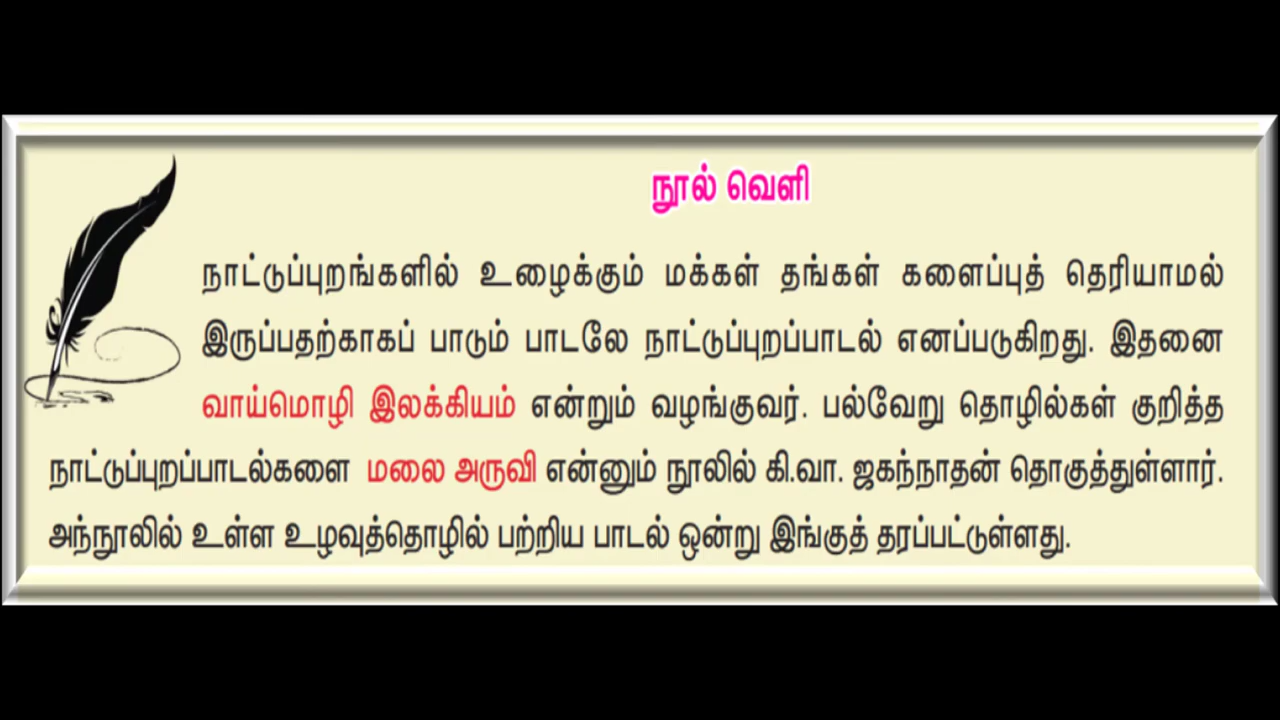 நூல் வெளி
நாட்டுப்புறங்களில் உழைக்கும் மக்கள் தங்கள் களைப்புத் தெரியாமல்
இருப்பதற்காகப் பாடும் பாடலே நாட்டுப்புறப்பாடல் எனப்படுகிறது. இதனை
வாய்மொழி இலக்கியம் என்றும் வழங்குவர். பல்வேறு தொழில்கள் குறித்த
நாட்டுப்புறப்பாடல்களை மலை அருவி என்னும் நூலில் கி.வா. ஜகந்நாதன் தொகுத்துள்ளார்.
அந்நூலில் உள்ள உழவுத்தொழில் பற்றிய பாடல் ஒன்று இங்குத் தரப்பட்டுள்ளது.